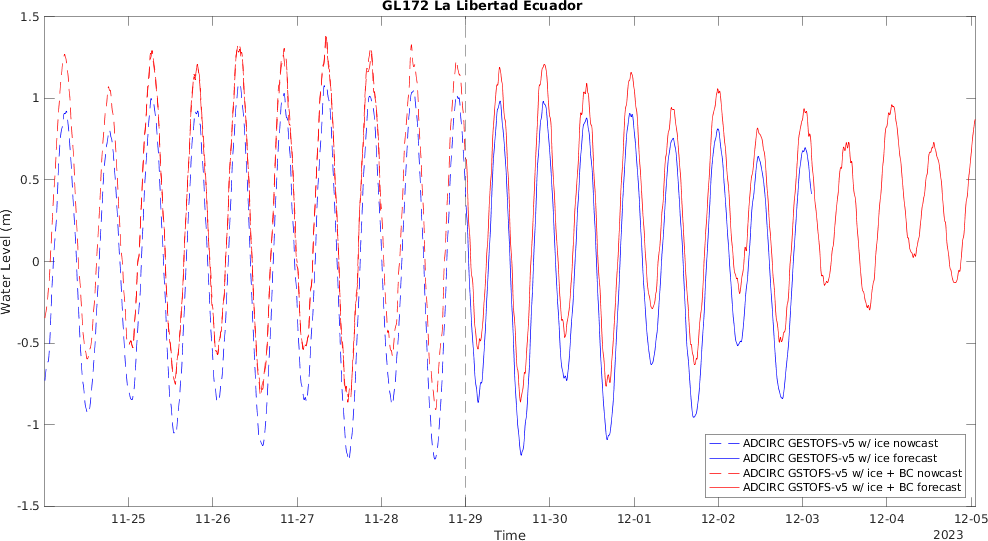 GL172 La Libertad Ecuador
1.5
1
0.5
0
-0.5
-1
-1.5
Water Level (m)
ADCIRC GESTOFS-v5 w/ ice nowcast
ADCIRC GESTOFS-v5 w/ ice forecast
ADCIRC GSTOFS-v5 w/ ice + BC nowcast
ADCIRC GSTOFS-v5 w/ ice + BC forecast
11-25 11-26 11-27 11-28 11-29 11-30 12-01 12-02 12-03 12-04 12-05
Time
2023